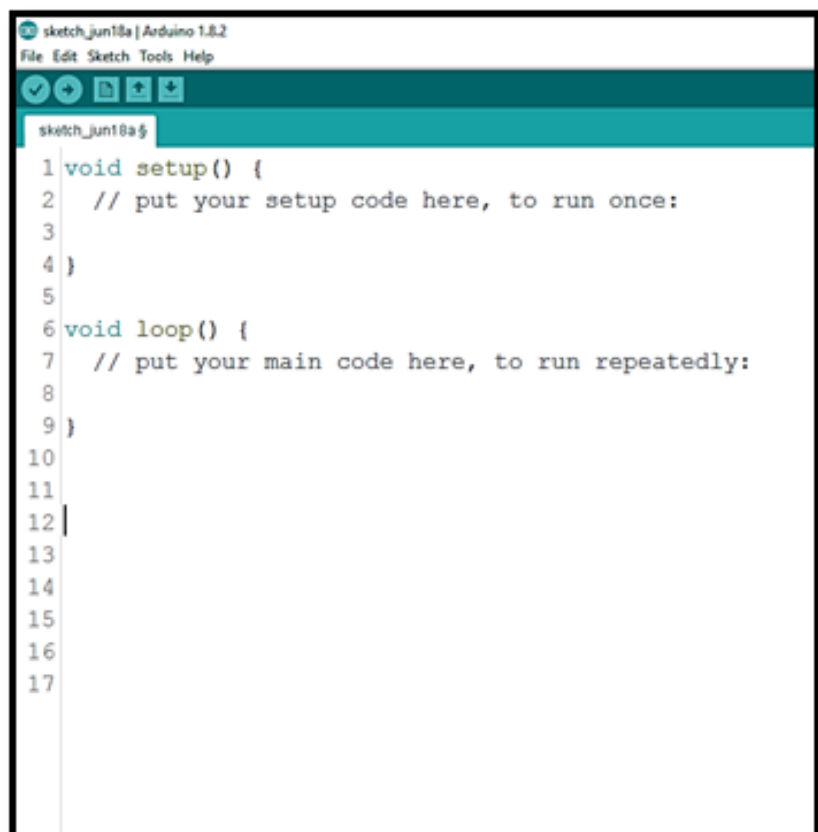 sketch_jun18a | Arduino 1.8.2
File Edit Sketch Tools Help
sketch_jun18a §
1 void setup() {
2   // put your setup code here, to run once:
3
4 }
5
6 void loop() {
7   // put your main code here, to run repeatedly:
8
9 }
10
11
12
13
14
15
16
17